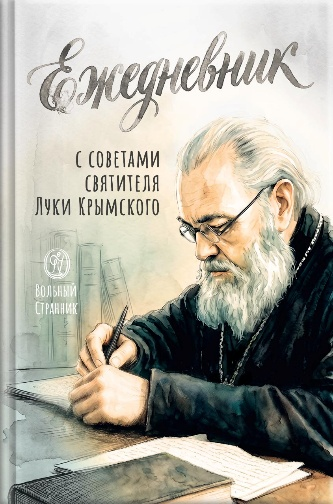 Ежедневник
с советами
святителя
Луки Крымского
Вольный
Странник